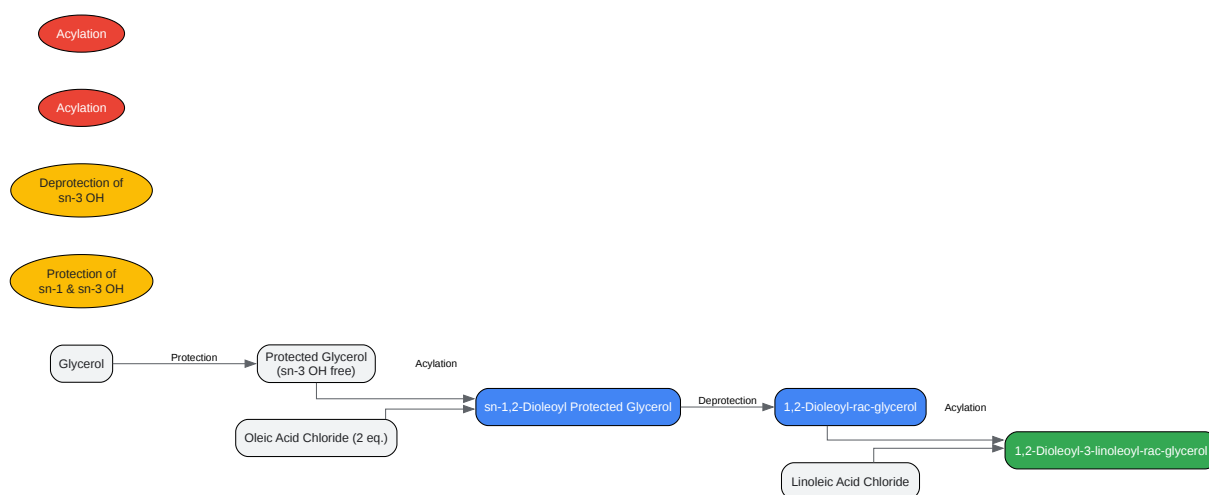 Acylation
Acylation
Deprotection of
sn-3 OH
Protection of
sn-1 & sn-3 OH
Glycerol
Protection
Protected Glycerol
(sn-3 OH free)
Acylation
Oleic Acid Chloride (2 eq.)
sn-1,2-Dioleoyl Protected Glycerol
Deprotection
1,2-Dioleoyl-rac-glycerol
Acylation
Linoleic Acid Chloride
1,2-Dioleoyl-3-linoleoyl-rac-glycerol